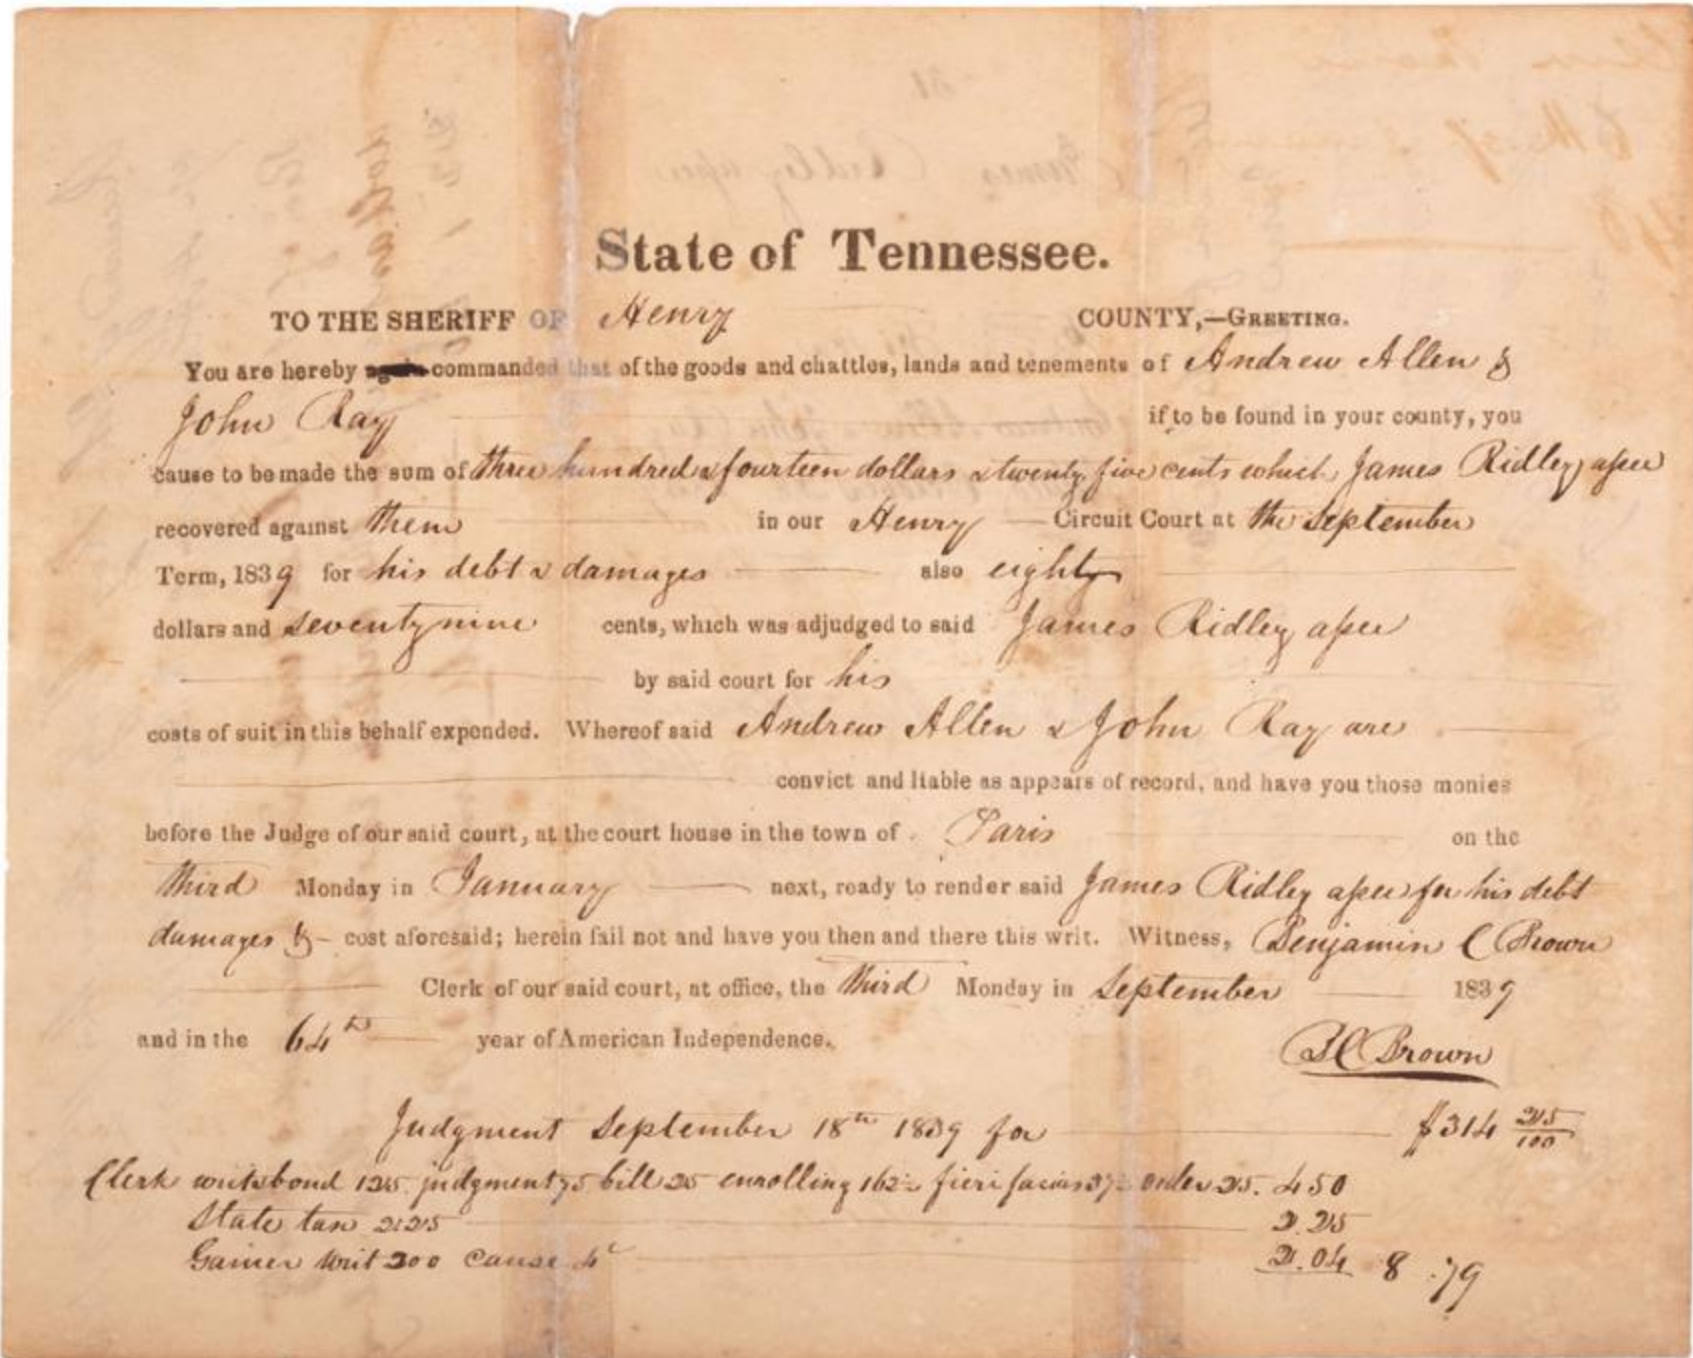 State of Tennessee.
TO THE SHERIFF OF Henry COUNTY,—GREETING.
You are hereby commanded that of the goods and chattles, lands and tenements of Andrew Allen &
John Ray if to be found in your county, you
cause to be made the sum of three hundred & fourteen dollars & twenty five cents which James Ridley assee
recovered against them in our Henry Circuit Court at the September
Term, 1839 for his debt & damages also eighty
dollars and seventy nine cents, which was adjudged to said James Ridley assee
by said court for his
costs of suit in this behalf expended. Whereof said Andrew Allen & John Ray are
convict and liable as appears of record, and have you those monies
before the Judge of our said court, at the court house in the town of Paris on the
third Monday in January next, ready to render said James Ridley assee for his debt
damages & cost aforesaid; herein fail not and have you then and there this writ. Witness, Benjamin C Brown
Clerk of our said court, at office, the third Monday in September 1839
and in the 64th year of American Independence.
B C Brown
Judgment September 18th 1839 for $314 25/100
Clerk writ & bond 125 judgment 75 bill 25 enrolling 162½ fieri facias 37½ order 25. 450
State tax 2.25 2.25
Gainer writ 200 cause 4c 2.04 8.79